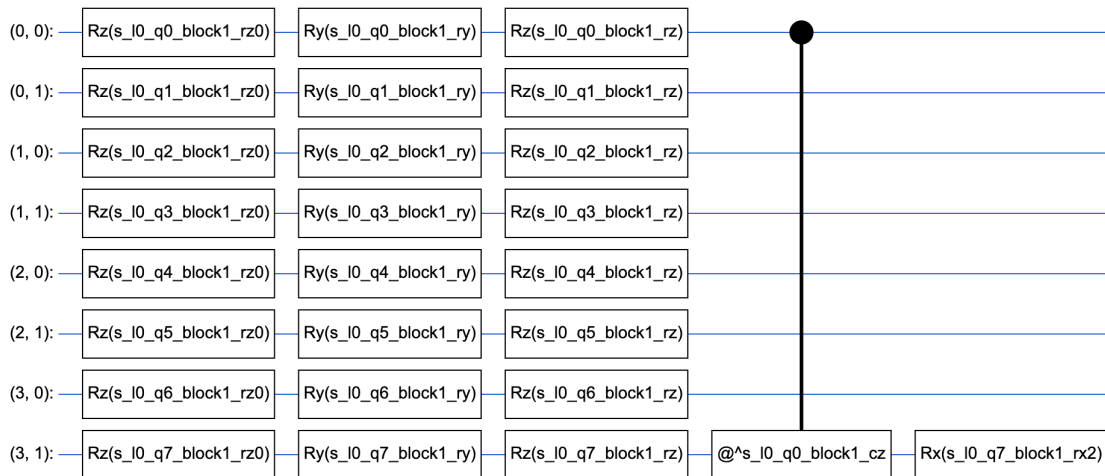 (0, 0): Rz(s_l0_q0_block1_rz0) Ry(s_l0_q0_block1_ry) Rz(s_l0_q0_block1_rz)
(0, 1): Rz(s_l0_q1_block1_rz0) Ry(s_l0_q1_block1_ry) Rz(s_l0_q1_block1_rz)
(1, 0): Rz(s_l0_q2_block1_rz0) Ry(s_l0_q2_block1_ry) Rz(s_l0_q2_block1_rz)
(1, 1): Rz(s_l0_q3_block1_rz0) Ry(s_l0_q3_block1_ry) Rz(s_l0_q3_block1_rz)
(2, 0): Rz(s_l0_q4_block1_rz0) Ry(s_l0_q4_block1_ry) Rz(s_l0_q4_block1_rz)
(2, 1): Rz(s_l0_q5_block1_rz0) Ry(s_l0_q5_block1_ry) Rz(s_l0_q5_block1_rz)
(3, 0): Rz(s_l0_q6_block1_rz0) Ry(s_l0_q6_block1_ry) Rz(s_l0_q6_block1_rz)
(3, 1): Rz(s_l0_q7_block1_rz0) Ry(s_l0_q7_block1_ry) Rz(s_l0_q7_block1_rz) @^s_l0_q0_block1_cz Rx(s_l0_q7_block1_rx2)